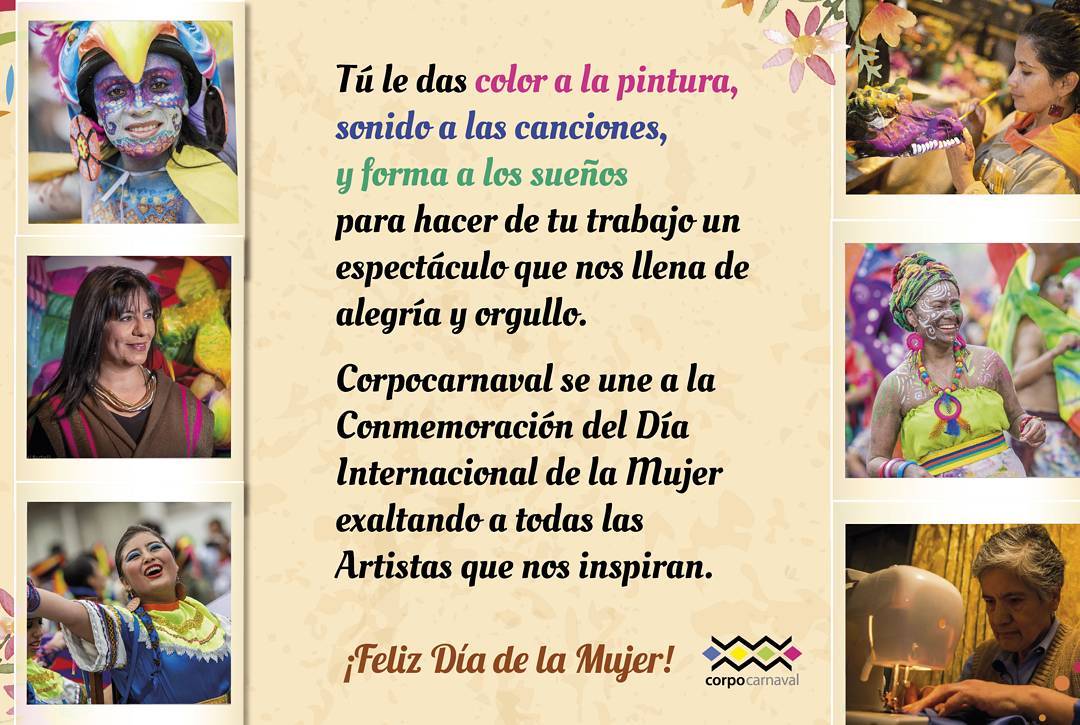 Tú le das color a la pintura,
sonido a las canciones,
y forma a los sueños
para hacer de tu trabajo un
espectáculo que nos llena de
alegría y orgullo.
Corpocarnaval se une a la
Conmemoración del Día
Internacional de la Mujer
exaltando a todas las
Artistas que nos inspiran.
¡Feliz Día de la Mujer!
corpocarnaval